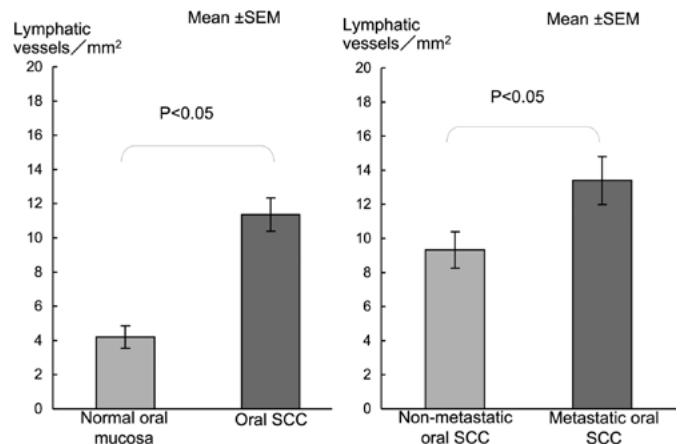 Mean ±SEM
Lymphatic
vessels／mm²
20
18
16
14
12
10
8
6
4
2
0
P<0.05
Normal oral
mucosa
Oral SCC
Mean ±SEM
Lymphatic
vessels／mm²
20
18
16
14
12
10
8
6
4
2
0
P<0.05
Non-metastatic
oral SCC
Metastatic oral
SCC